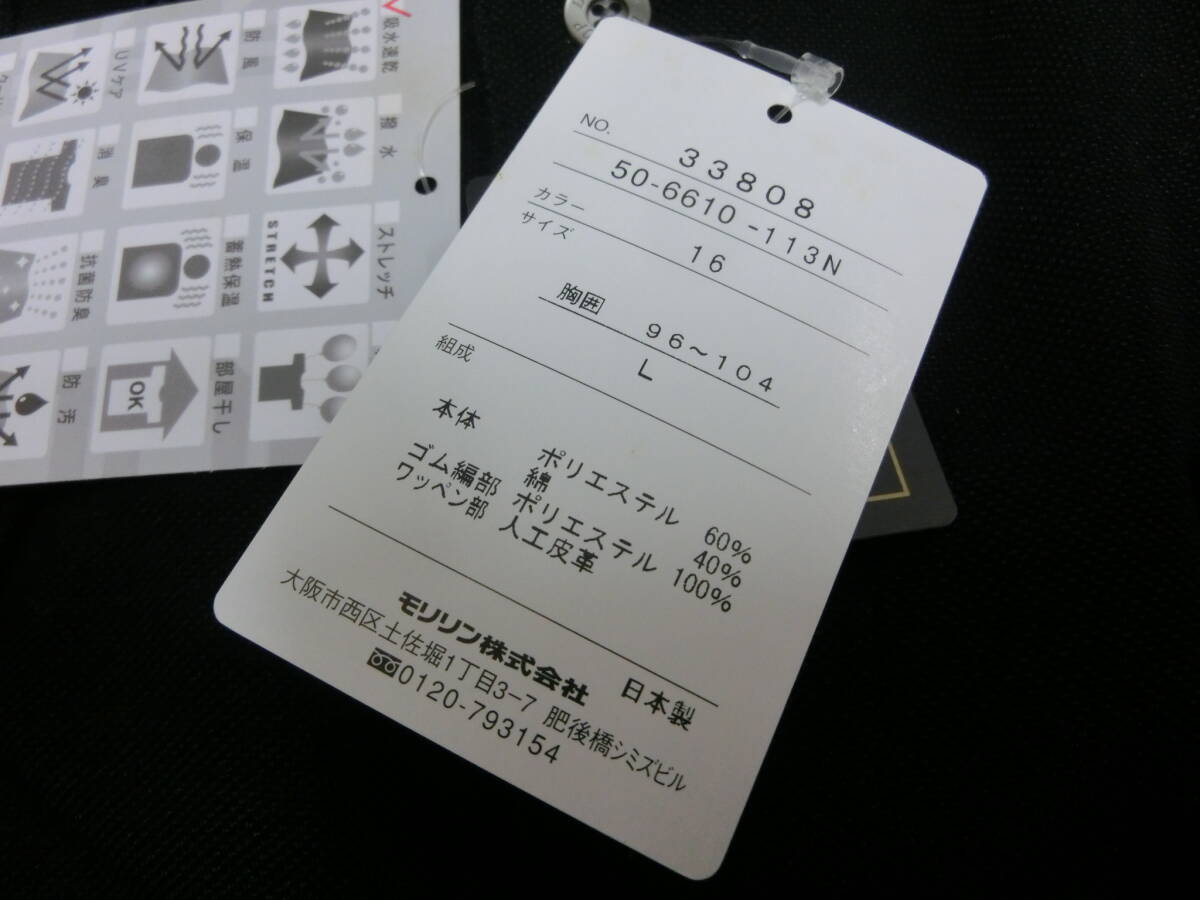 NO. 33808
50-6610-113N
カラー 16
サイズ
胸囲 96～104
L
組成
本体 ポリエステル 60%
綿 40%
ゴム編部 ポリエステル 100%
ワッペン部 人工皮革
日本製
モリリン株式会社
大阪市西区土佐堀1丁目3-7 肥後橋シミズビル
0120-793154
吸水速乾
防風
UVケア
撥水
保温
消臭
ストレッチ
STRETCH
蓄熱保温
抗菌防臭
部屋干し
OK
防汚